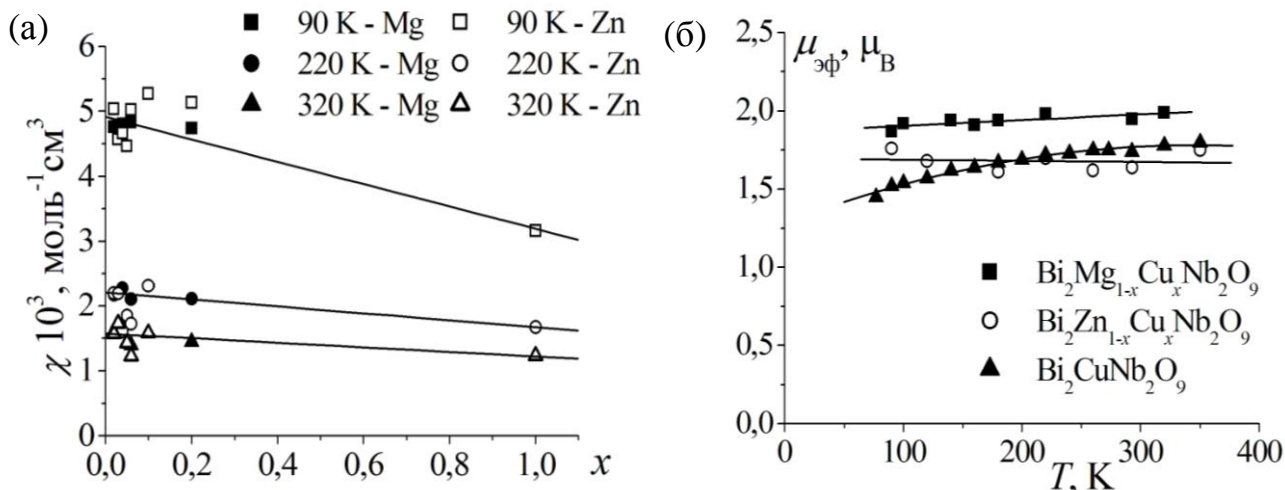 (а)
■ 90 K - Mg □ 90 K - Zn
● 220 K - Mg ○ 220 K - Zn
▲ 320 K - Mg △ 320 K - Zn
χ 10³, моль⁻¹см³
6
5
4
3
2
1
0
0,0 0,2 0,4 0,6 0,8 1,0 x
(б)
μэф, μB
2,5
2,0
1,5
1,0
0,5
0,0
■ Bi₂Mg₁₋ₓCuₓNb₂O₉
○ Bi₂Zn₁₋ₓCuₓNb₂O₉
▲ Bi₂CuNb₂O₉
0 100 200 300 400
T, K